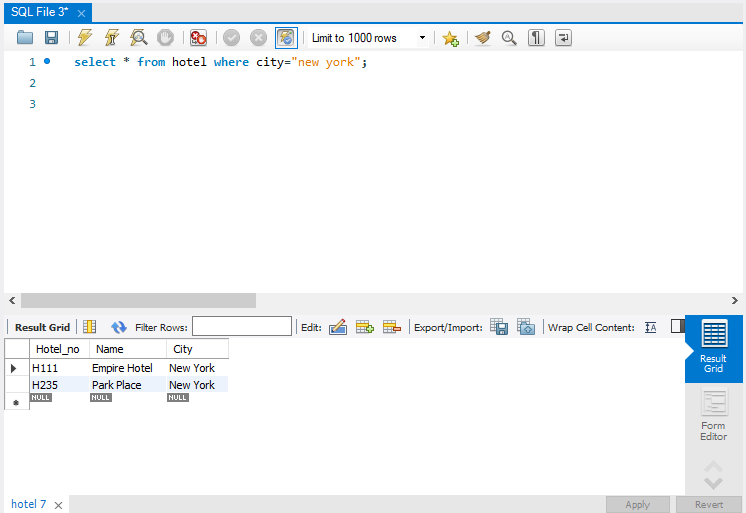 SQL File 3*
Limit to 1000 rows
1 select * from hotel where city="new york";
2
3
Result Grid Filter Rows: Edit: Export/Import: Wrap Cell Content:
Hotel_no Name City
H111 Empire Hotel New York
H235 Park Place New York
NULL NULL NULL
Result
Grid
Form
Editor
hotel 7
Apply Revert